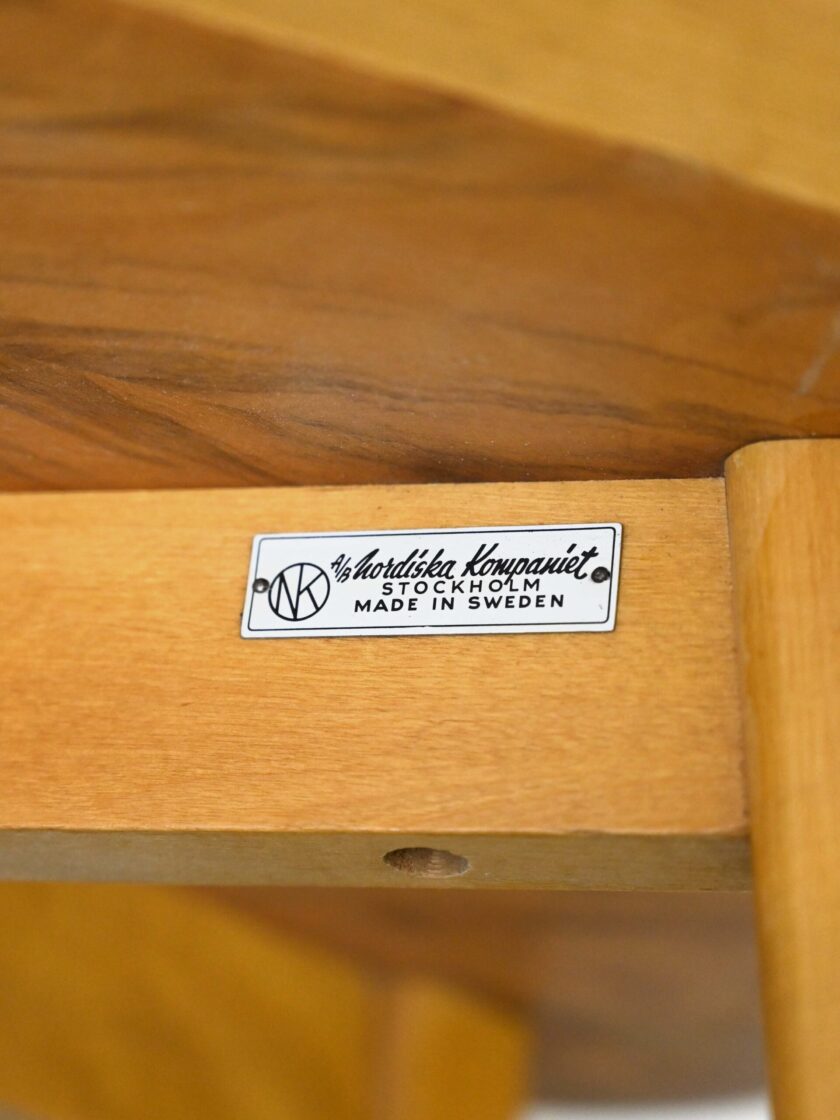 NK
A/B Nordiska Kompaniet
STOCKHOLM
MADE IN SWEDEN